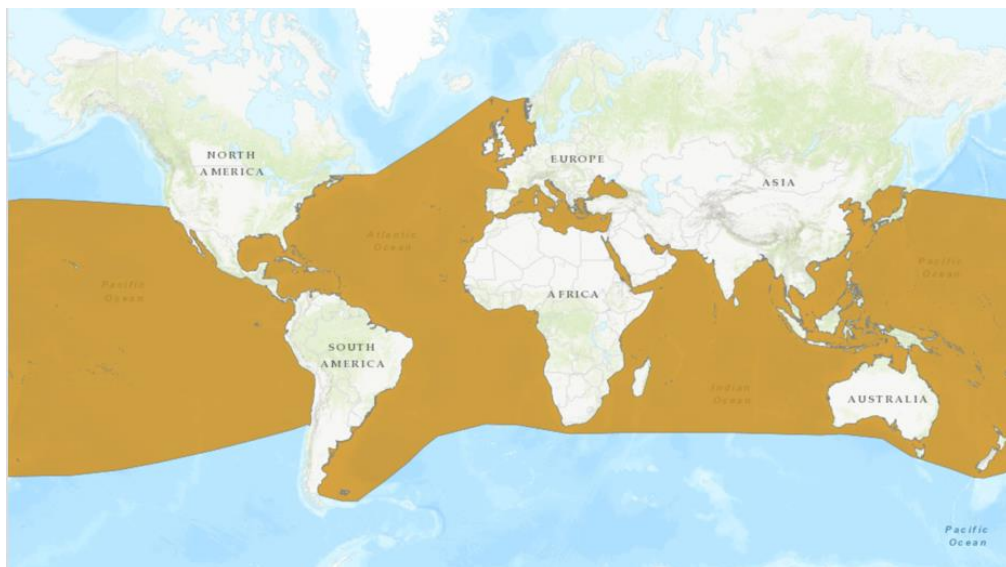 NORTH
AMERICA
EUROPE
ASIA
Atlantic
Ocean
Pacific
Ocean
Pacific
Ocean
AFRICA
SOUTH
AMERICA
Indian
Ocean
AUSTRALIA
Pacific
Ocean